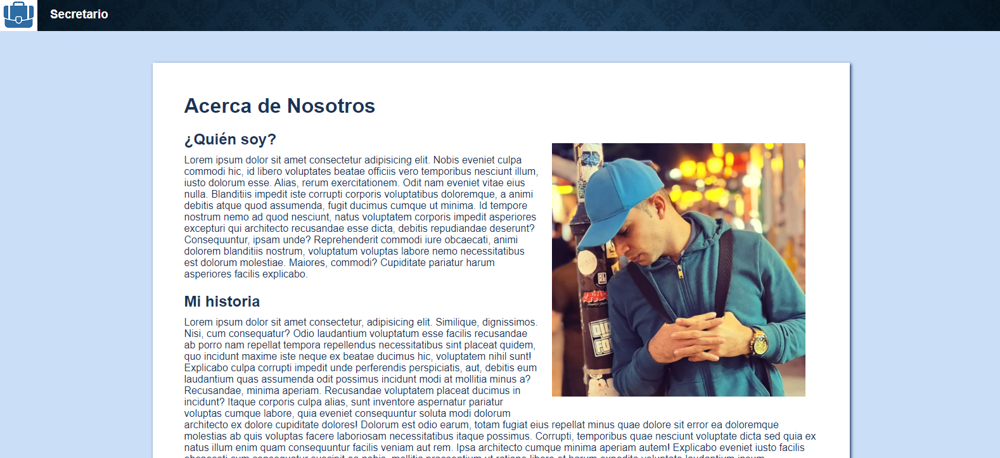 Secretario
Acerca de Nosotros
¿Quién soy?
Lorem ipsum dolor sit amet consectetur adipisicing elit. Nobis eveniet culpa
commodi hic, id libero voluptates beatae officiis vero temporibus nesciunt illum,
iusto dolorum esse. Alias, rerum exercitationem. Odit nam eveniet vitae eius
nulla. Blanditiis impedit iste corrupti corporis voluptatibus doloremque, a animi
debitis atque quod assumenda, fugit ducimus cumque ut minima. Id tempore
nostrum nemo ad quod nesciunt, natus voluptatem corporis impedit asperiores
excepturi qui architecto recusandae esse dicta, debitis repudiandae deserunt?
Consequuntur, ipsam unde? Reprehenderit commodi iure obcaecati, animi
dolorem blanditiis nostrum, voluptatum voluptas labore nemo necessitatibus
est dolorum molestiae. Maiores, commodi? Cupiditate pariatur harum
asperiores facilis explicabo.
Mi historia
Lorem ipsum dolor sit amet consectetur, adipisicing elit. Similique, dignissimos.
Nisi, cum consequatur? Odio laudantium voluptatum esse facilis recusandae
ab porro nam repellat tempora repellendus necessitatibus sint placeat quidem,
quo incidunt maxime iste neque ex beatae ducimus hic, voluptatem nihil sunt!
Explicabo culpa corrupti impedit unde perferendis perspiciatis, aut, debitis eum
laudantium quas assumenda odit possimus incidunt modi at mollitia minus a?
Recusandae, minima aperiam. Recusandae voluptatem placeat ducimus in
incidunt? Itaque corporis culpa alias, sunt inventore aspernatur pariatur
voluptas cumque labore, quia eveniet consequuntur soluta modi dolorum
architecto ex dolore cupiditate dolores! Dolorum est odio earum, totam fugiat eius repellat minus quae dolore sit error ea doloremque
molestias ab quis voluptas facere laboriosam necessitatibus itaque possimus. Corrupti, temporibus quae nesciunt voluptate dicta sed quia ex
natus illum enim quam consequuntur facilis veniam aut rem. Ipsa architecto cumque minima aperiam autem! Explicabo eveniet iusto facilis